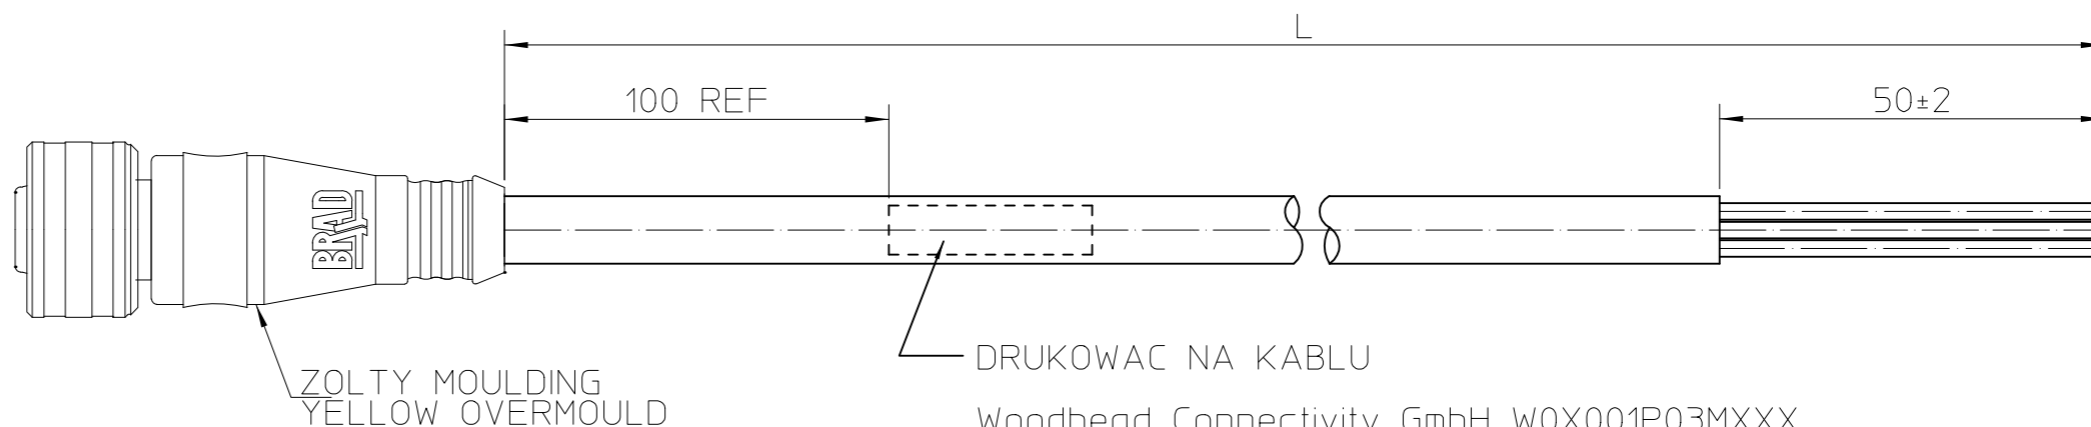 L
100 REF
50±2
BRAD
DRUKOWAC NA KABLU
ZOLTY MOULDING
YELLOW OVERMOULD
Woodhead Connectivity GmbH W0X001P03MXXX